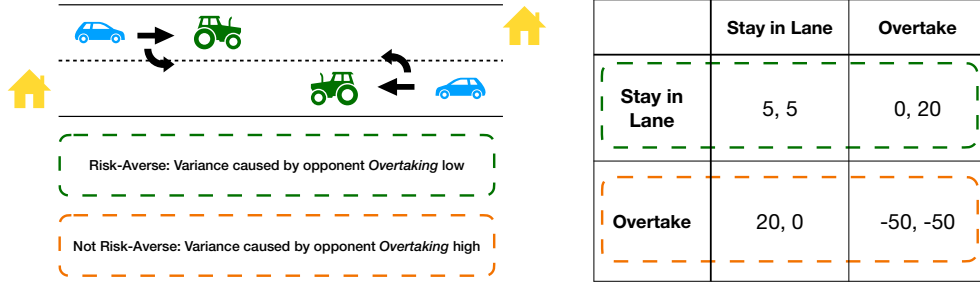 Risk-Averse: Variance caused by opponent Overtaking low
Not Risk-Averse: Variance caused by opponent Overtaking high
Stay in Lane Overtake
Stay in
Lane
5, 5 0, 20
Overtake 20, 0 -50, -50